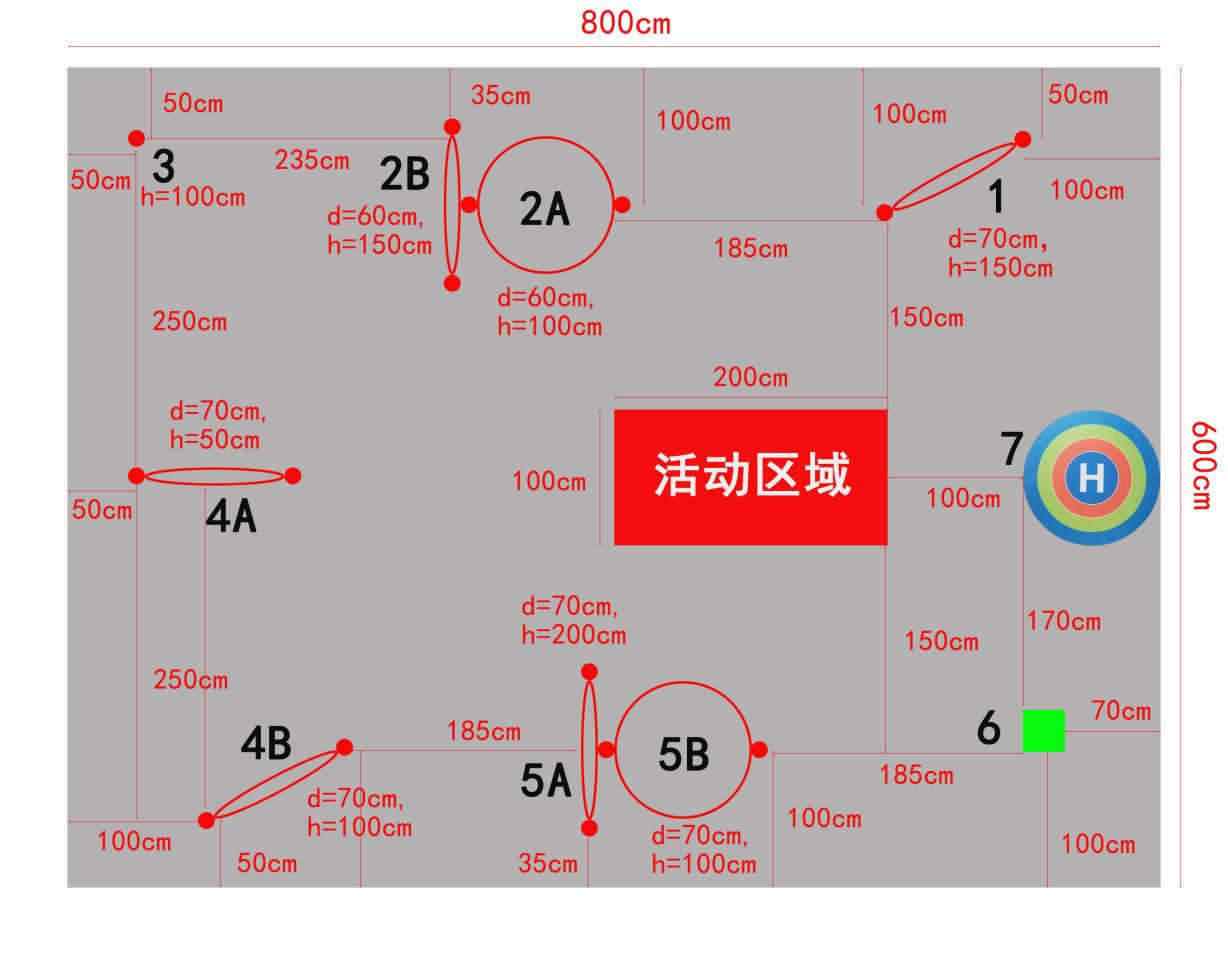 800cm
50cm
35cm
100cm
100cm
50cm
3
50cm
h=100cm
235cm
2B
d=60cm,
h=150cm
2A
d=60cm,
h=100cm
185cm
1
100cm
d=70cm,
h=150cm
250cm
150cm
200cm
d=70cm,
h=50cm
50cm
4A
100cm
活动区域
7
H
100cm
600cm
d=70cm,
h=200cm
150cm
170cm
250cm
4B
185cm
5A
5B
6
70cm
185cm
d=70cm,
h=100cm
100cm
50cm
35cm
d=70cm,
h=100cm
100cm
100cm